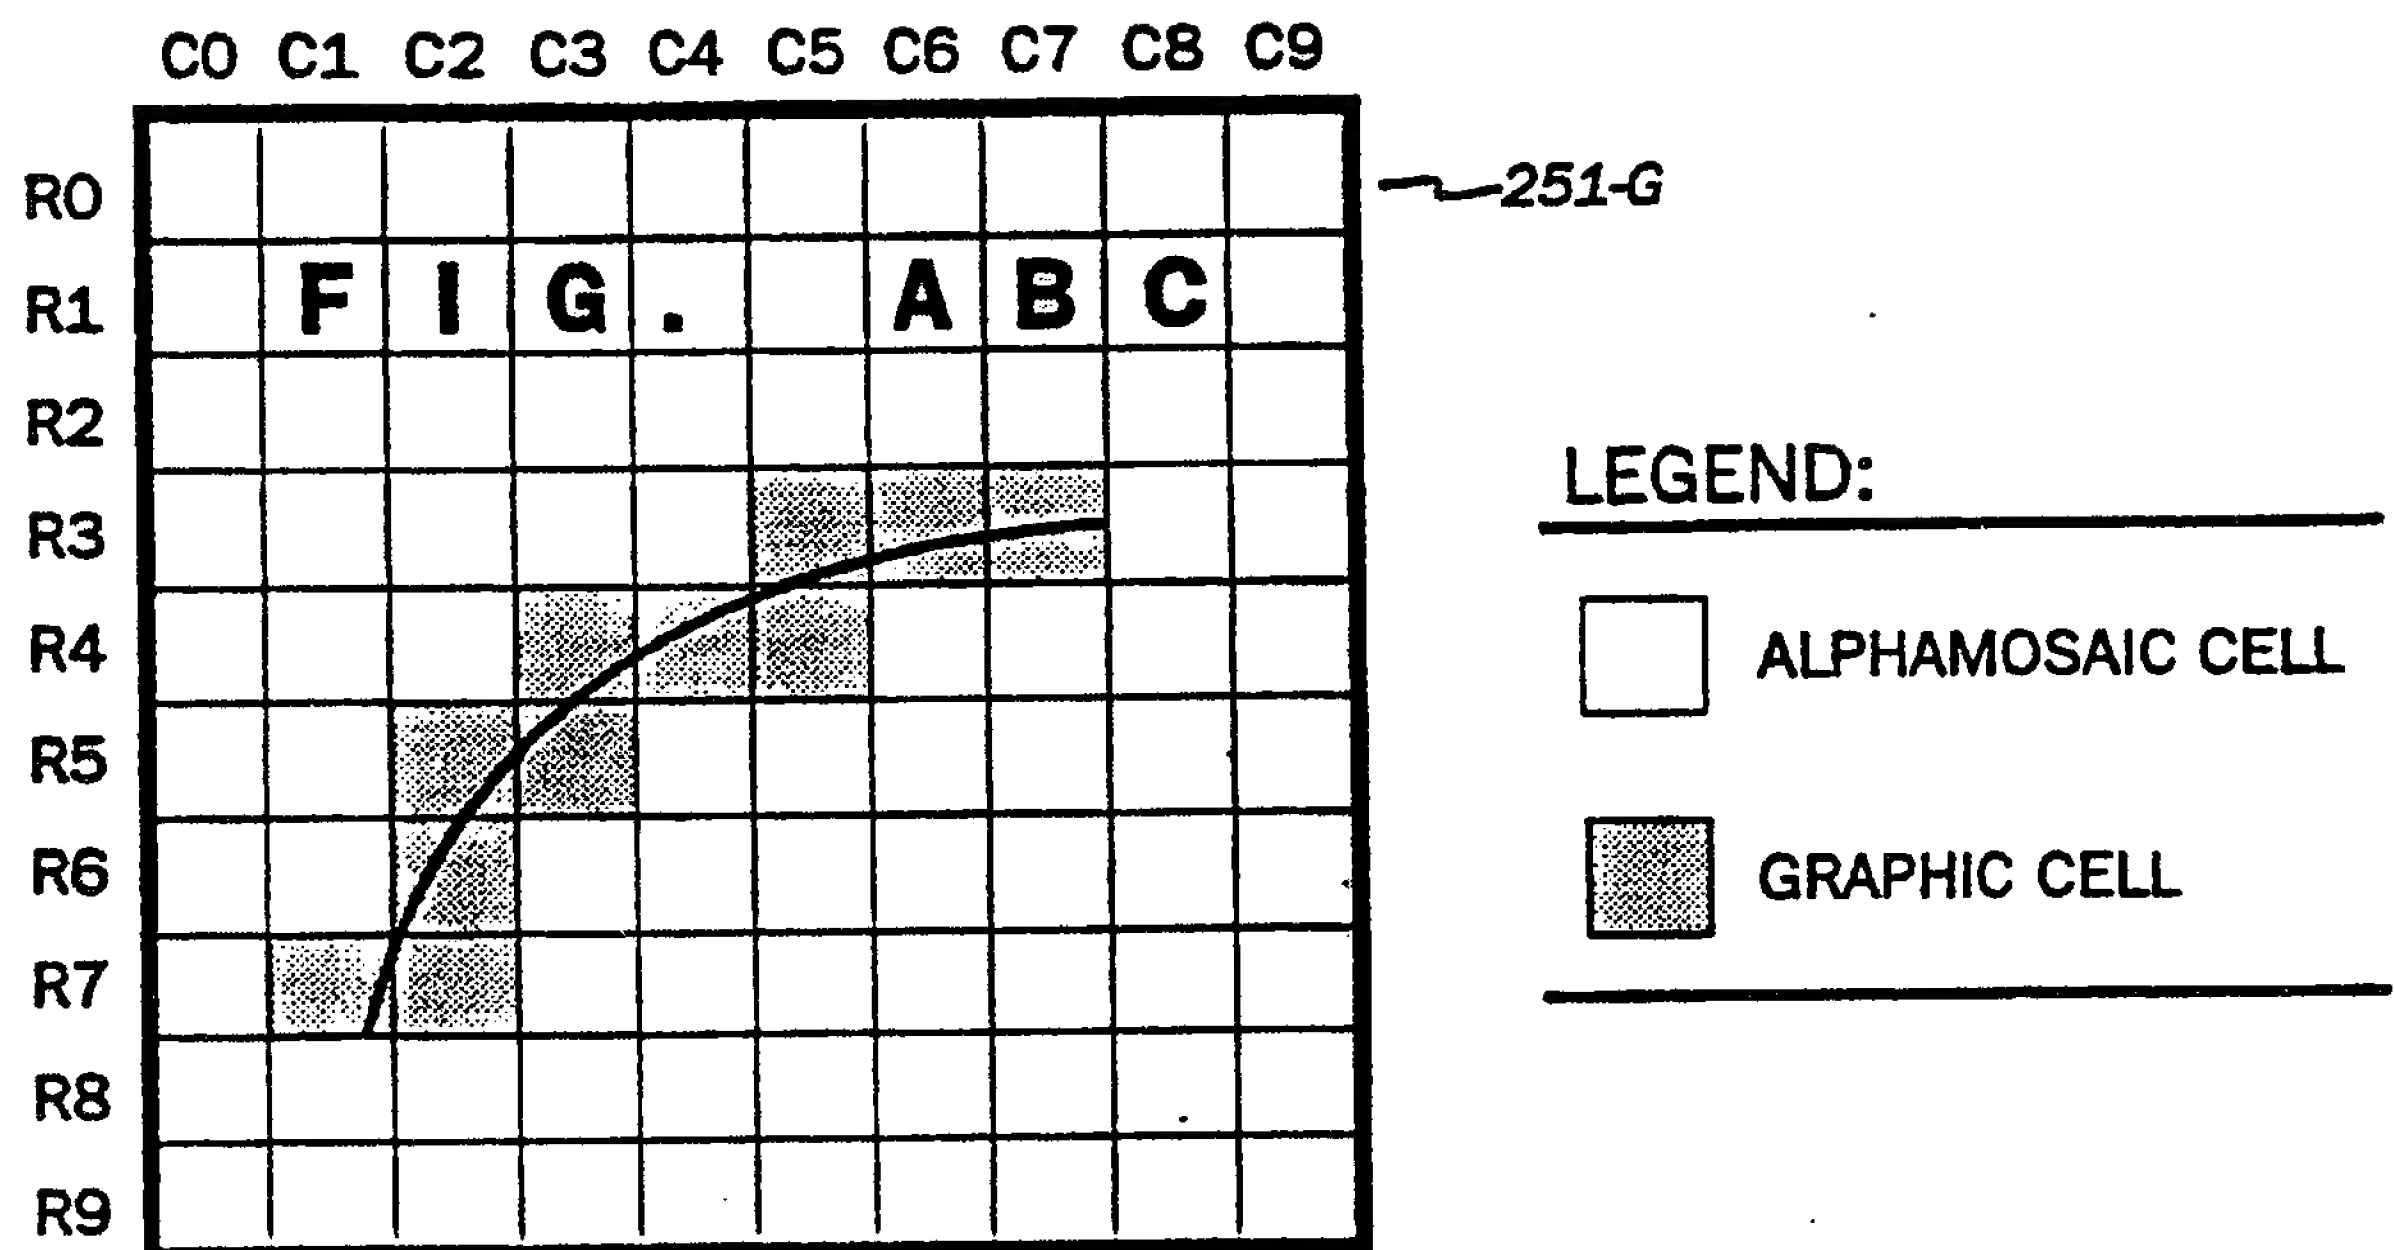 C0 C1 C2 C3 C4 C5 C6 C7 C8 C9
R0
251-G
R1 F I G . A B C
R2
LEGEND:
R3
R4
ALPHAMOSAIC CELL
R5
R6
GRAPHIC CELL
R7
R8
R9